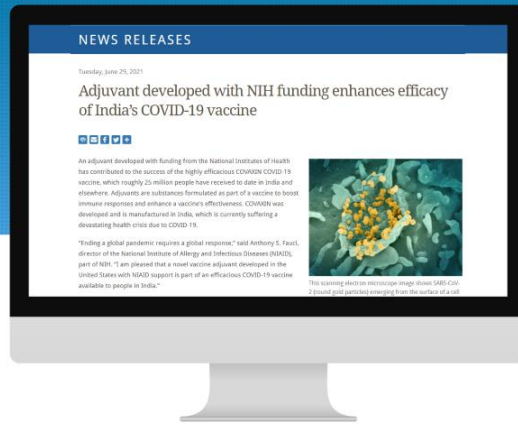 NEWS RELEASES
Tuesday, June 29, 2021
Adjuvant developed with NIH funding enhances efficacy
of India's COVID-19 vaccine
An adjuvant developed with funding from the National Institutes of Health
has contributed to the success of the highly efficacious COVAXIN COVID-19
vaccine, which roughly 25 million people have received to date in India and
elsewhere. Adjuvants are substances formulated as part of a vaccine to boost
immune responses and enhance a vaccine's effectiveness. COVAXIN was
developed and is manufactured in India, which is currently suffering a
devastating health crisis due to COVID-19.
"Ending a global pandemic requires a global response," said Anthony S. Fauci,
director of the National Institute of Allergy and Infectious Diseases (NIAID),
part of NIH. "I am pleased that a novel vaccine adjuvant developed in the
United States with NIAID support is part of an efficacious COVID-19 vaccine
available to people in India."
This scanning electron microscope image shows SARS-CoV-
2 (round gold particles) emerging from the surface of a cell